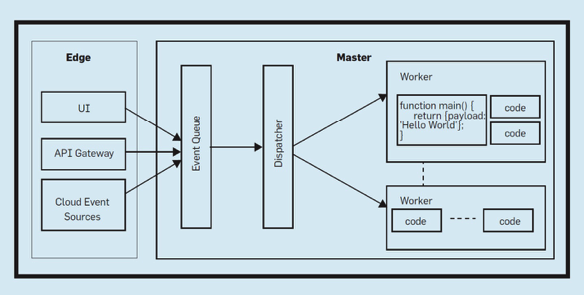 Edge
Master
UI
API Gateway
Cloud Event
Sources
Event Queue
Dispatcher
Worker
function main() {
return {payload:
'Hello World'};
}
code
code
Worker
code
code